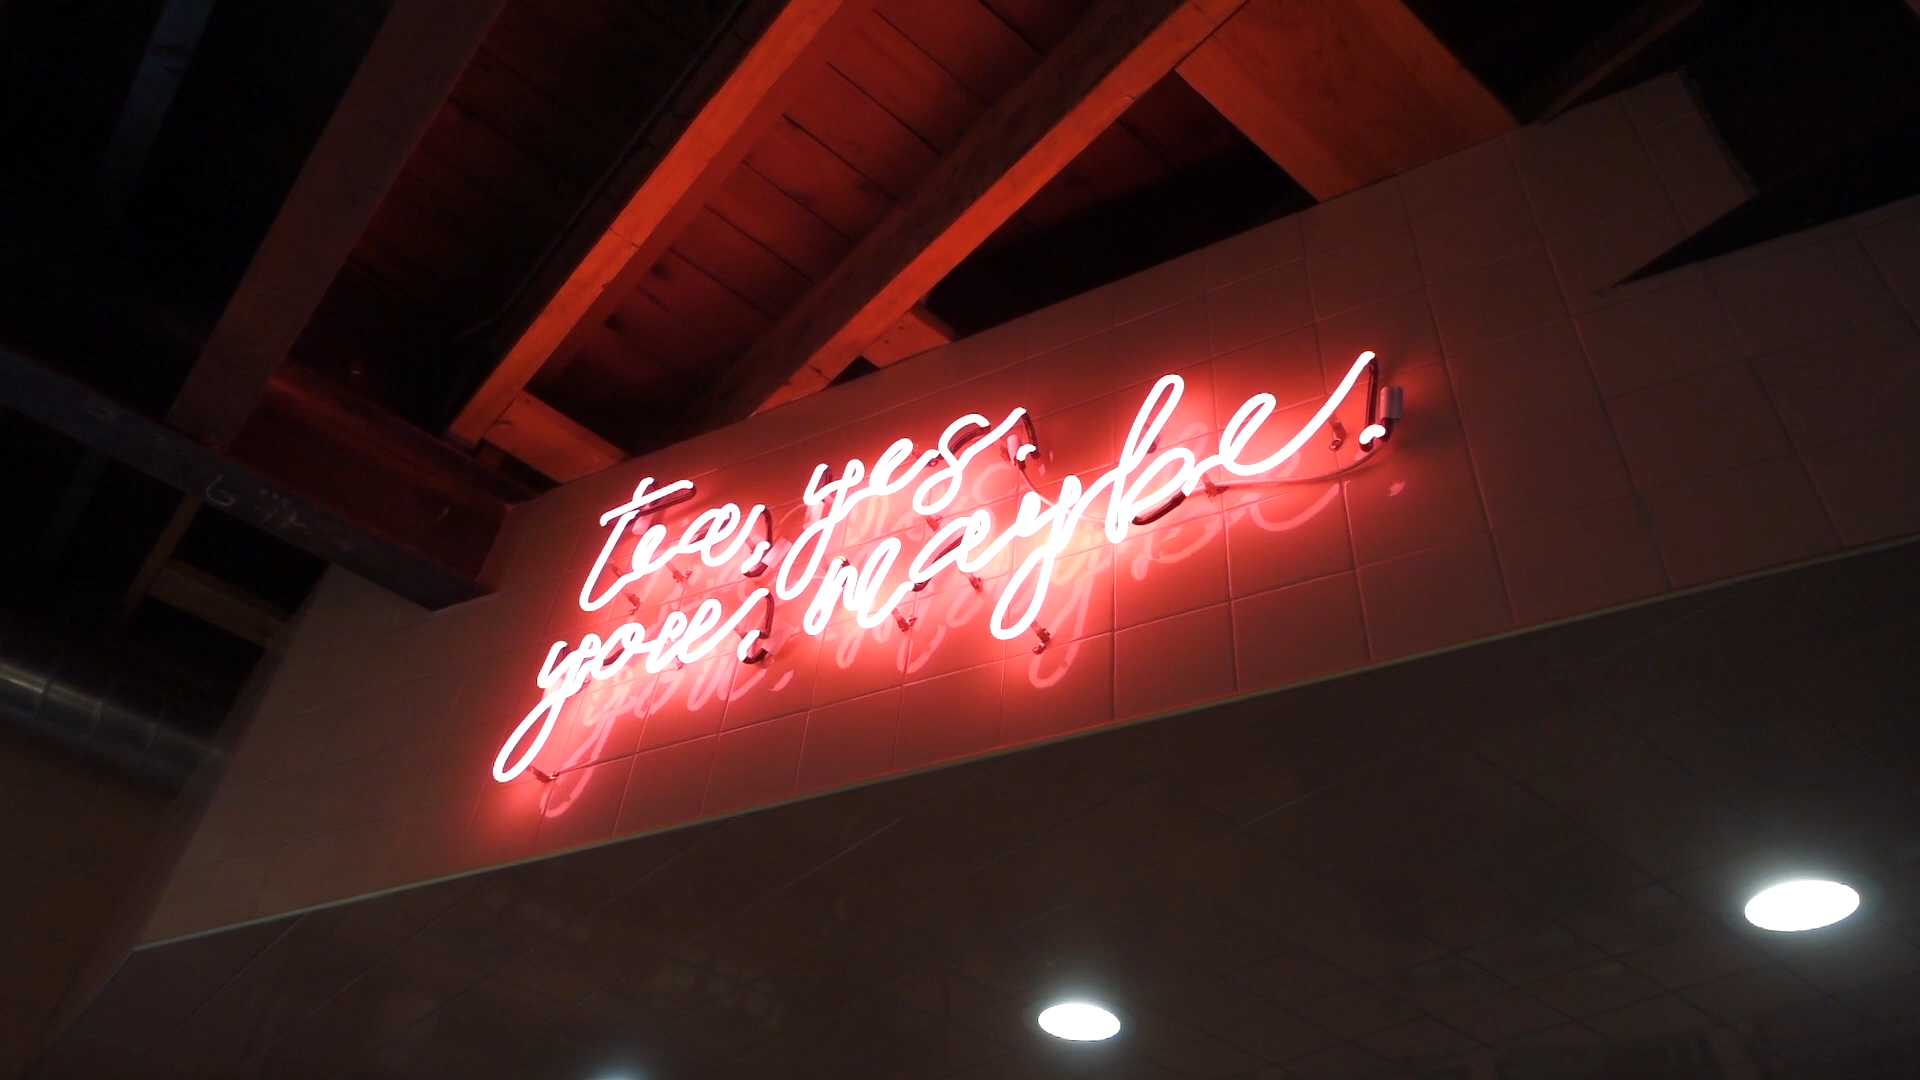 tea, yes.
you, maybe.